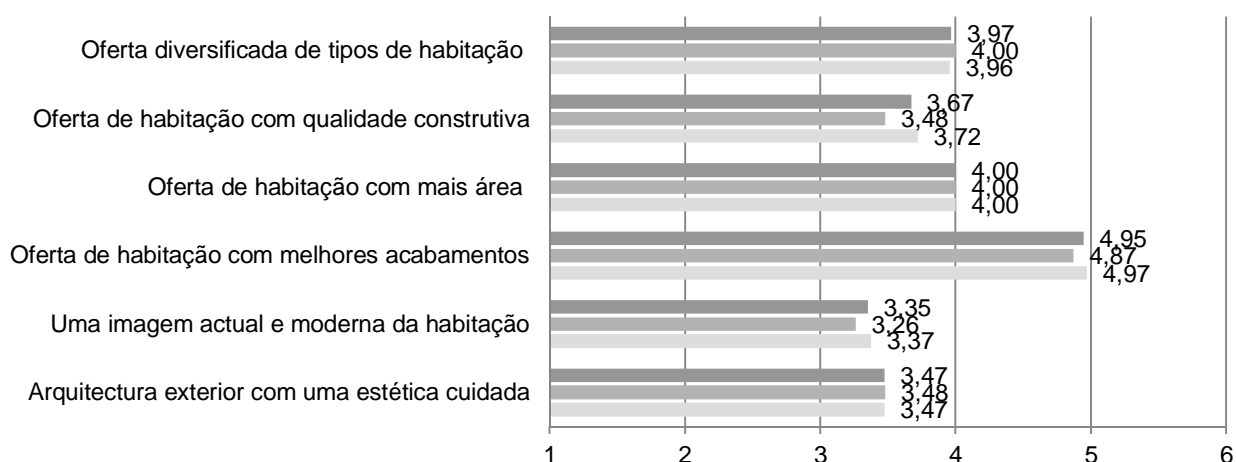 Oferta diversificada de tipos de habitação
3,97
4,00
3,96
Oferta de habitação com qualidade construtiva
3,67
3,48
3,72
Oferta de habitação com mais área
4,00
4,00
4,00
Oferta de habitação com melhores acabamentos
4,95
4,87
4,97
Uma imagem actual e moderna da habitação
3,35
3,26
3,37
Arquitectura exterior com uma estética cuidada
3,47
3,48
3,47
1 2 3 4 5 6